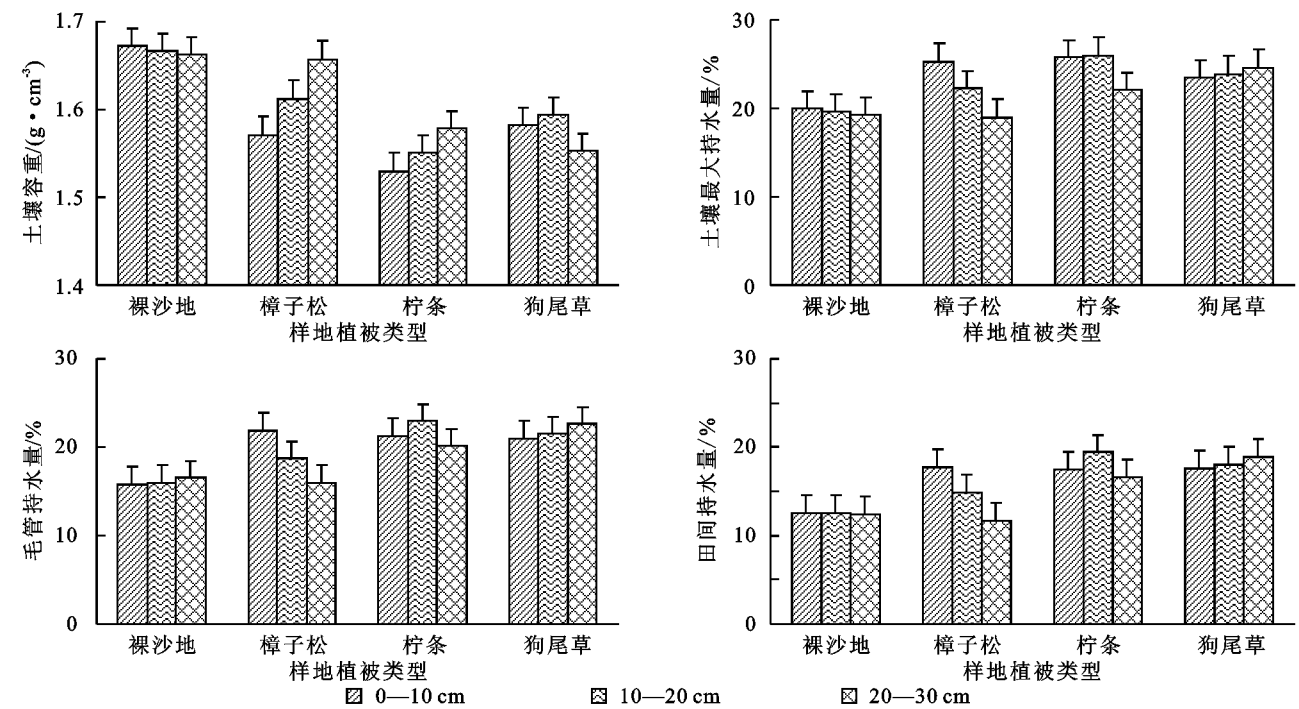 土壤容重/(g·cm⁻³)
1.7
1.6
1.5
1.4
裸沙地 樟子松 柠条 狗尾草
样地植被类型
土壤最大持水量/%
30
20
10
0
裸沙地 樟子松 柠条 狗尾草
样地植被类型
毛管持水量/%
30
20
10
0
裸沙地 樟子松 柠条 狗尾草
样地植被类型
田间持水量/%
30
20
10
0
裸沙地 樟子松 柠条 狗尾草
样地植被类型
0—10 cm 10—20 cm 20—30 cm